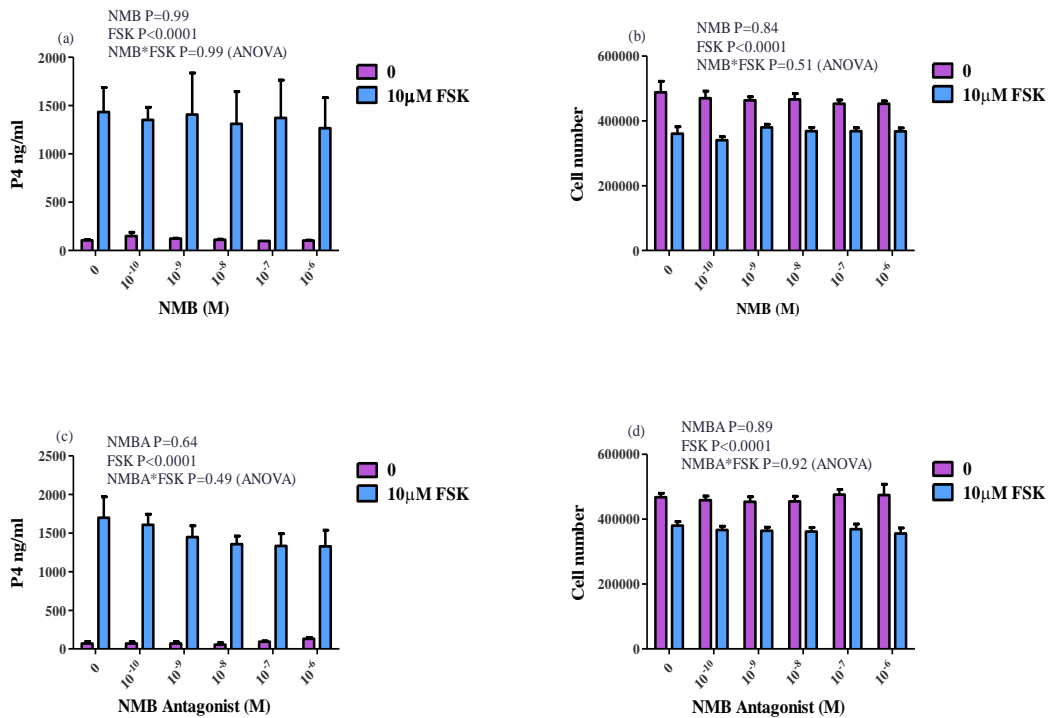 (a)
NMB P=0.99
FSK P<0.0001
NMB*FSK P=0.99 (ANOVA)
2000
1500
1000
500
0
P4 ng/ml
0
10⁻¹⁰
10⁻⁹
10⁻⁸
10⁻⁷
10⁻⁶
NMB (M)
0
10μM FSK
(b)
NMB P=0.84
FSK P<0.0001
NMB*FSK P=0.51 (ANOVA)
600000
400000
200000
0
Cell number
0
10⁻¹⁰
10⁻⁹
10⁻⁸
10⁻⁷
10⁻⁶
NMB (M)
0
10μM FSK
(c)
NMBA P=0.64
FSK P<0.0001
NMBA*FSK P=0.49 (ANOVA)
2500
2000
1500
1000
500
0
P4 ng/ml
0
10⁻¹⁰
10⁻⁹
10⁻⁸
10⁻⁷
10⁻⁶
NMB Antagonist (M)
0
10μM FSK
(d)
NMBA P=0.89
FSK P<0.0001
NMBA*FSK P=0.92 (ANOVA)
600000
400000
200000
0
Cell number
0
10⁻¹⁰
10⁻⁹
10⁻⁸
10⁻⁷
10⁻⁶
NMB Antagonist (M)
0
10μM FSK